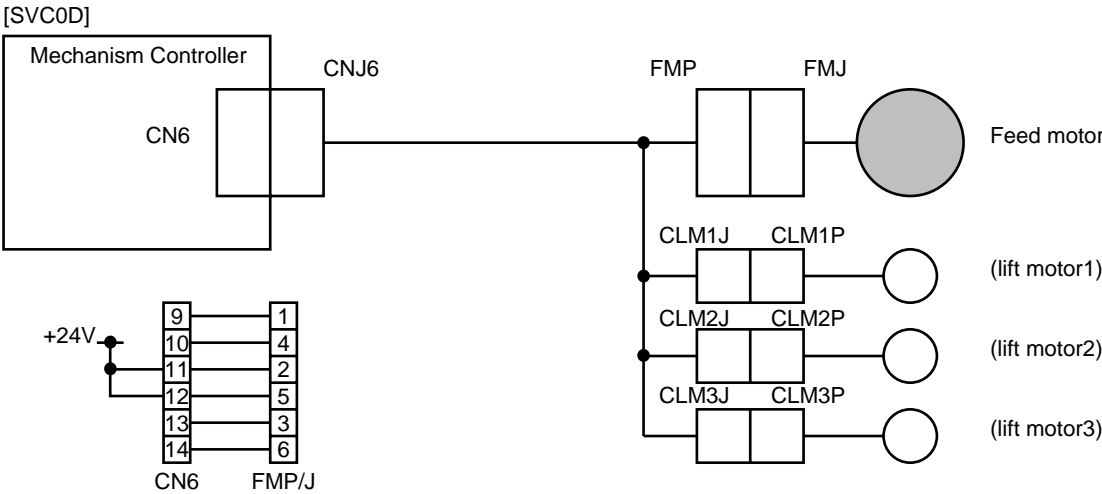 [SVC0D]
Mechanism Controller
CNJ6
FMP
FMJ
CN6
Feed motor
CLM1J
CLM1P
(lift motor1)
CLM2J
CLM2P
(lift motor2)
CLM3J
CLM3P
(lift motor3)
+24V
9 1
10 4
11 2
12 5
13 3
14 6
CN6
FMP/J